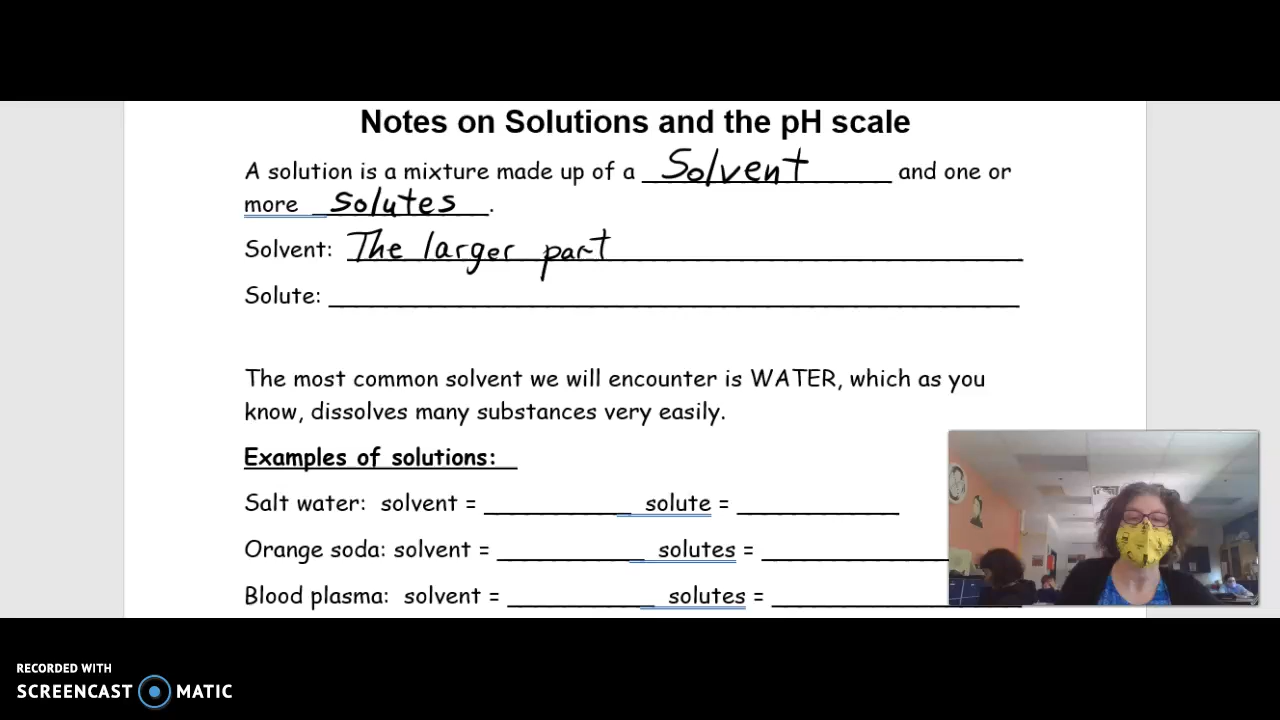 Notes on Solutions and the pH scale
A solution is a mixture made up of a Solvent and one or
more solutes.
Solvent: The larger part
Solute:
The most common solvent we will encounter is WATER, which as you
know, dissolves many substances very easily.
Examples of solutions:
Salt water: solvent = solute =
Orange soda: solvent = solutes =
Blood plasma: solvent = solutes =
RECORDED WITH
SCREENCAST MATIC